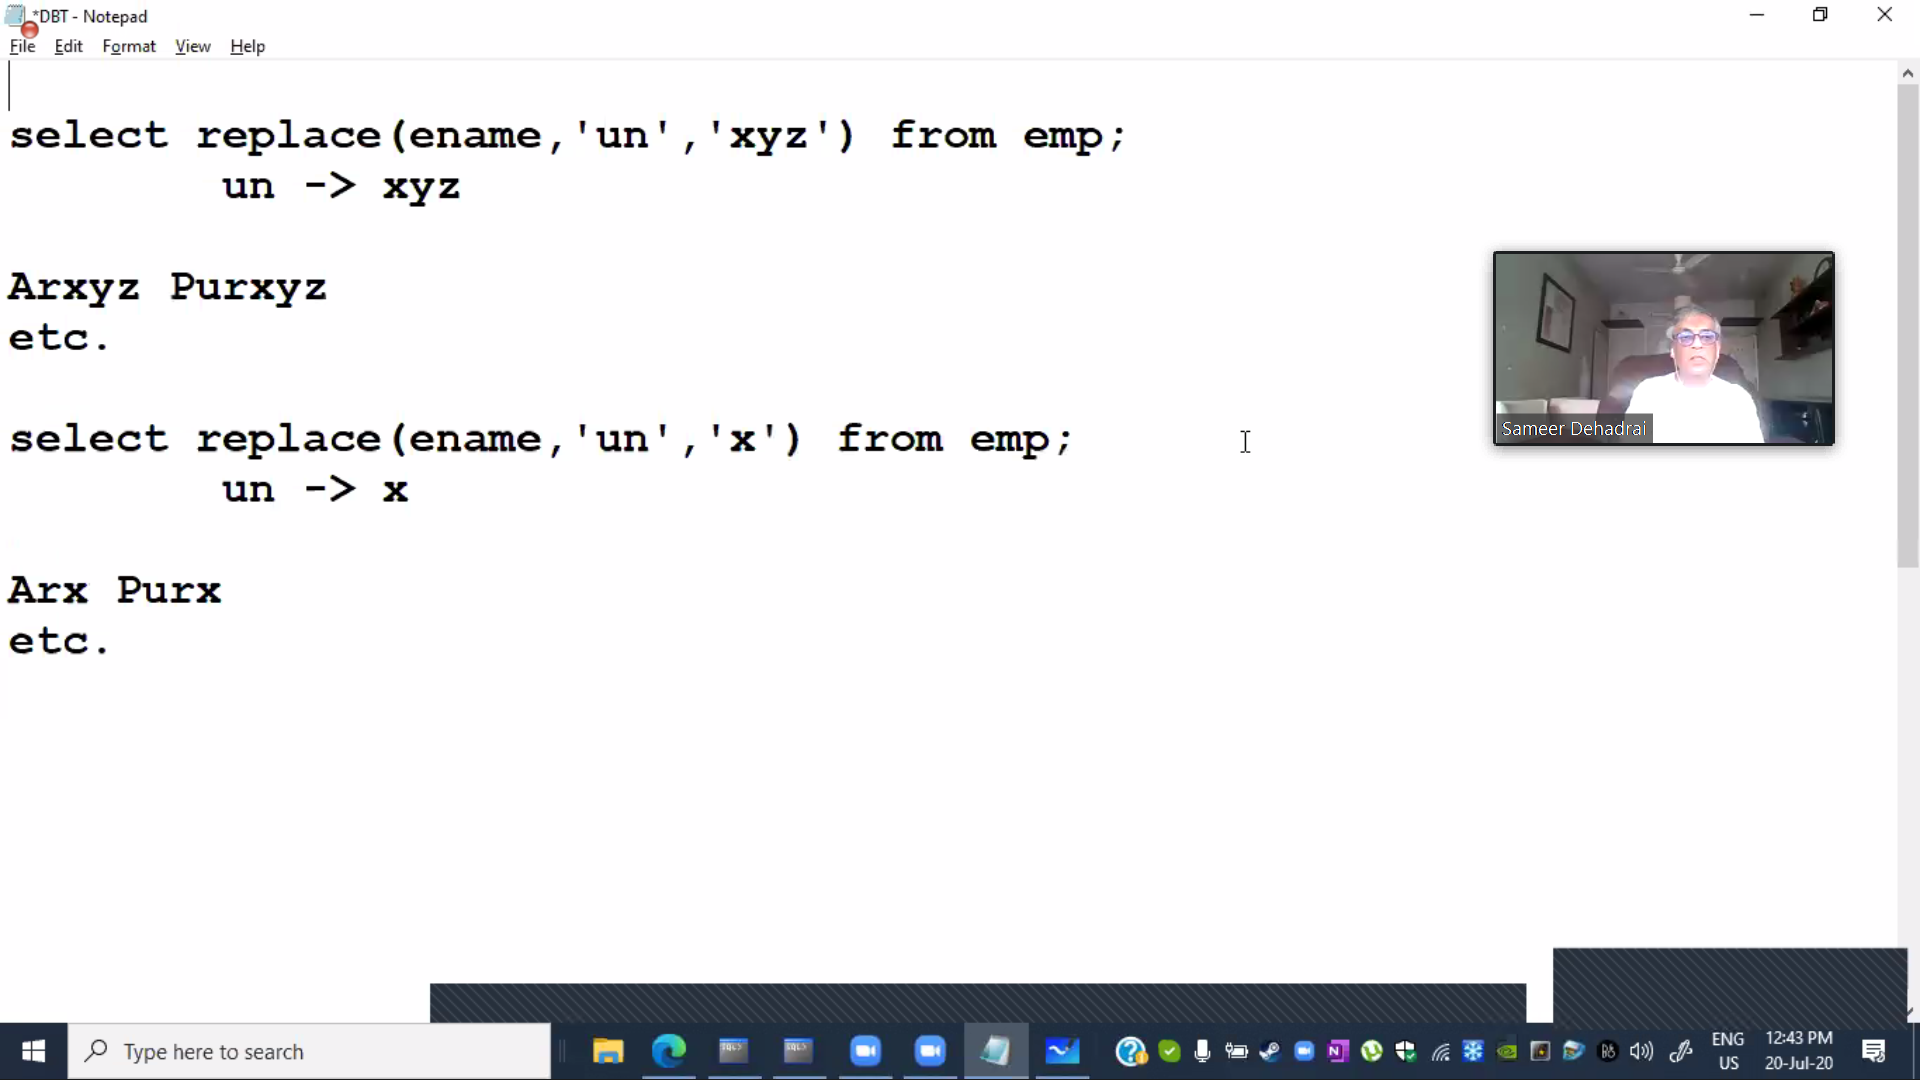 *DBT - Notepad
File Edit Format View Help
select replace(ename,'un','xyz') from emp;
un -> xyz
Arxyz Purxyz
etc.
select replace(ename,'un','x') from emp;
un -> x
Arx Purx
etc.
Sameer Dehadrai
Type here to search
ENG
US
12:43 PM
20-Jul-20